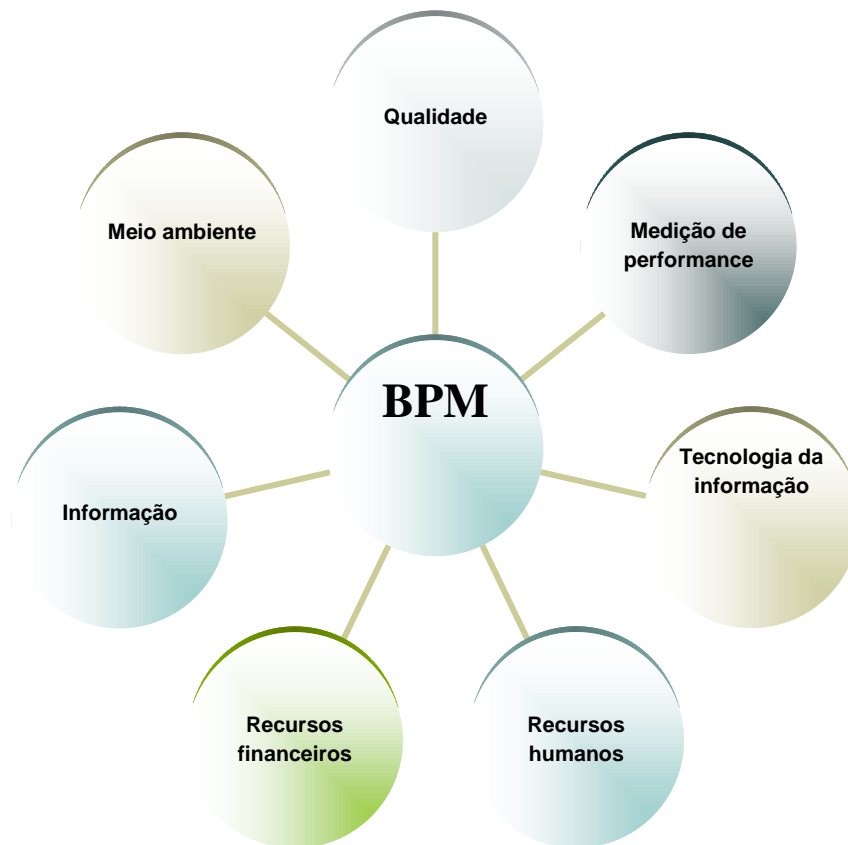 Qualidade
Medição de
performance
Meio ambiente
BPM
Tecnologia da
informação
Informação
Recursos
financeiros
Recursos
humanos